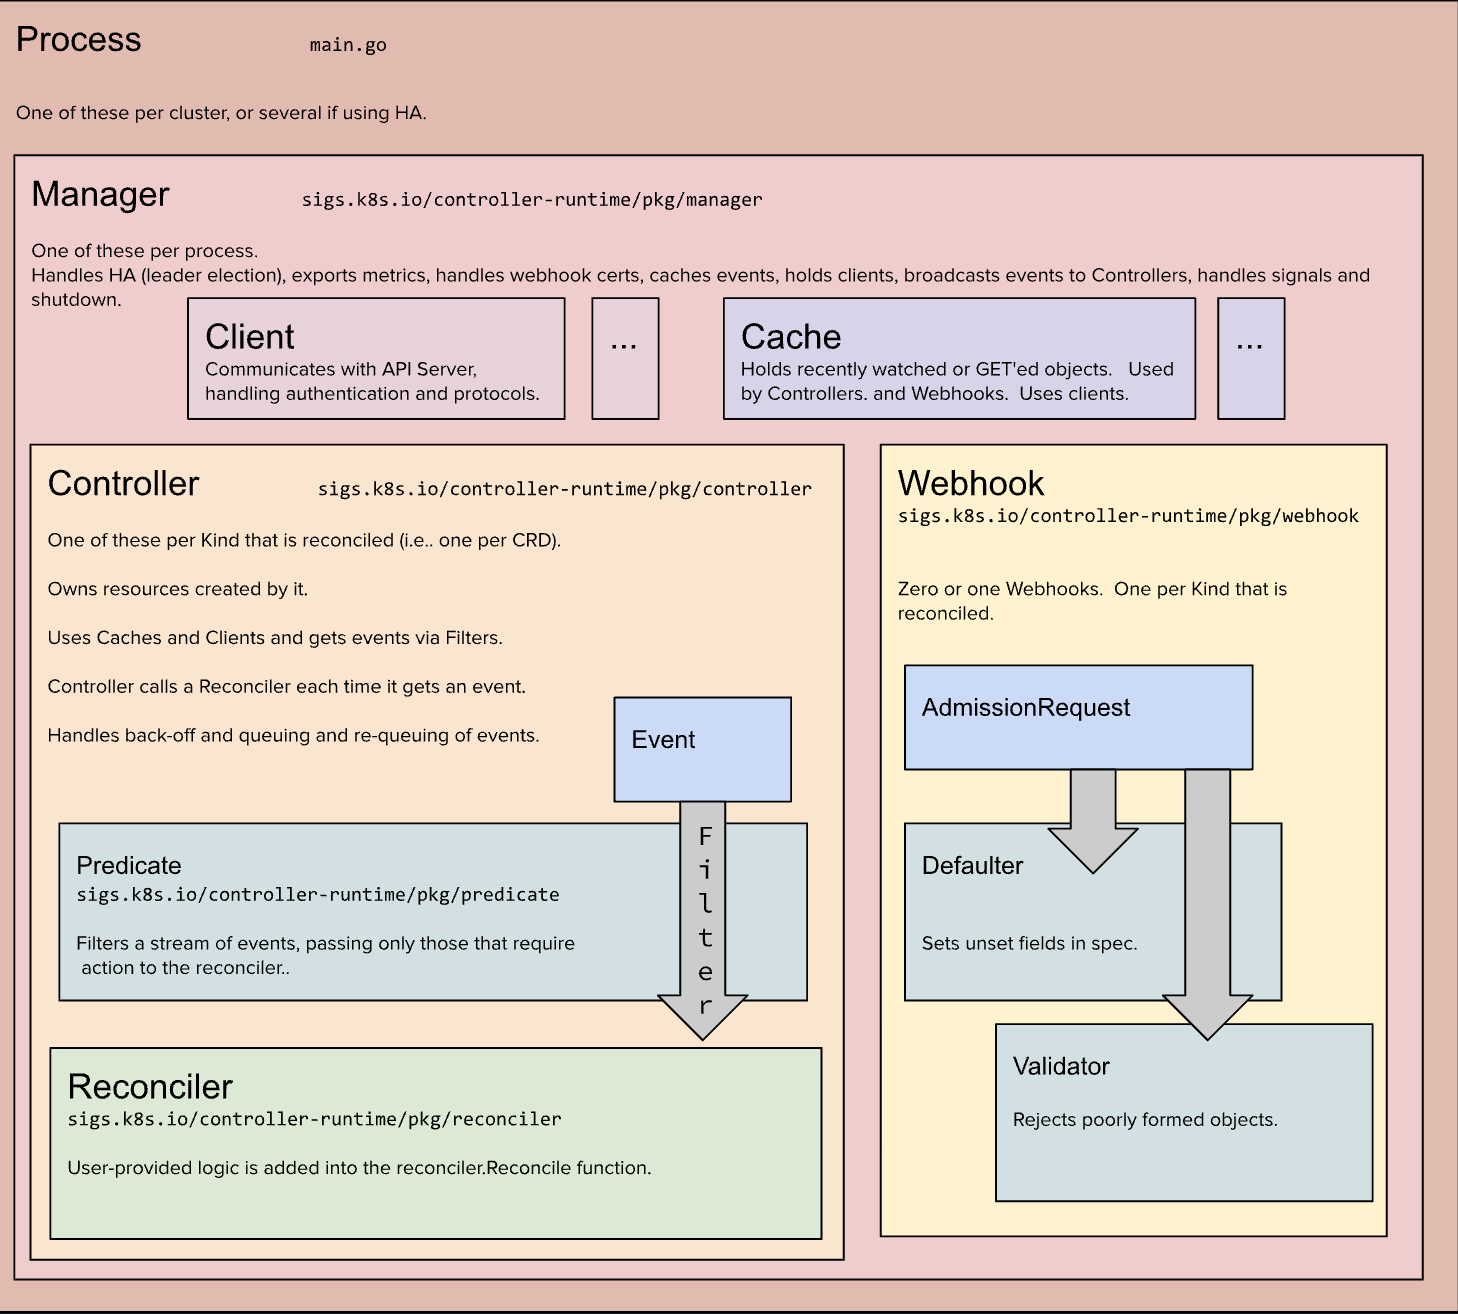 Process
main.go
One of these per cluster, or several if using HA.
Manager
sigs.k8s.io/controller-runtime/pkg/manager
One of these per process.
Handles HA (leader election), exports metrics, handles webhook certs, caches events, holds clients, broadcasts events to Controllers, handles signals and
shutdown.
Client
Communicates with API Server,
handling authentication and protocols.
...
Cache
Holds recently watched or GET'ed objects.   Used
by Controllers. and Webhooks.  Uses clients.
...
Controller
sigs.k8s.io/controller-runtime/pkg/controller
One of these per Kind that is reconciled (i.e.. one per CRD).
Owns resources created by it.
Uses Caches and Clients and gets events via Filters.
Controller calls a Reconciler each time it gets an event.
Handles back-off and queuing and re-queuing of events.
Event
Filter
Predicate
sigs.k8s.io/controller-runtime/pkg/predicate
Filters a stream of events, passing only those that require
action to the reconciler..
Reconciler
sigs.k8s.io/controller-runtime/pkg/reconciler
User-provided logic is added into the reconciler.Reconcile function.
Webhook
sigs.k8s.io/controller-runtime/pkg/webhook
Zero or one Webhooks.  One per Kind that is
reconciled.
AdmissionRequest
Defaulter
Sets unset fields in spec.
Validator
Rejects poorly formed objects.